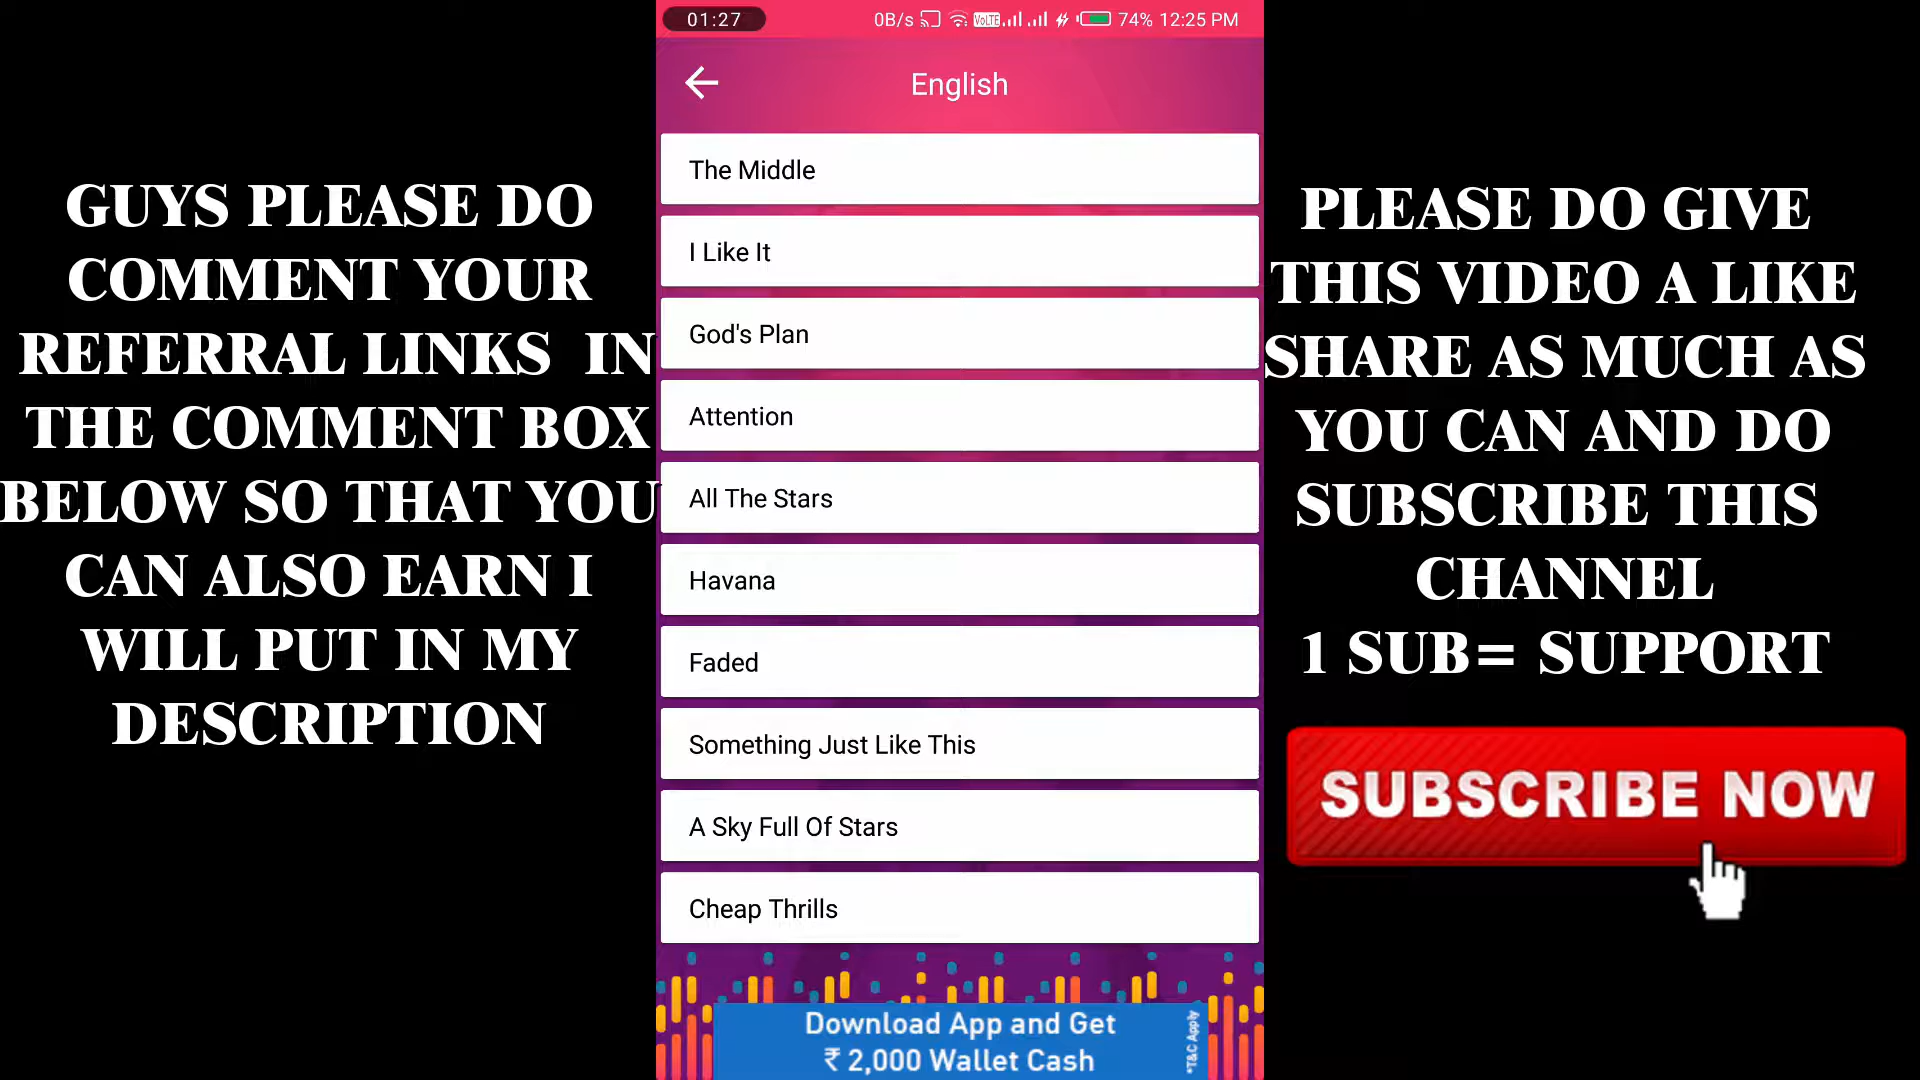 GUYS PLEASE DO
COMMENT YOUR
REFERRAL LINKS IN
THE COMMENT BOX
BELOW SO THAT YOU
CAN ALSO EARN I
WILL PUT IN MY
DESCRIPTION
01:27
0B/s VoLTE 74% 12:25 PM
English
The Middle
I Like It
God's Plan
Attention
All The Stars
Havana
Faded
Something Just Like This
A Sky Full Of Stars
Cheap Thrills
Download App and Get
₹ 2,000 Wallet Cash
*T&C Apply
PLEASE DO GIVE
THIS VIDEO A LIKE
SHARE AS MUCH AS
YOU CAN AND DO
SUBSCRIBE THIS
CHANNEL
1 SUB= SUPPORT
SUBSCRIBE NOW